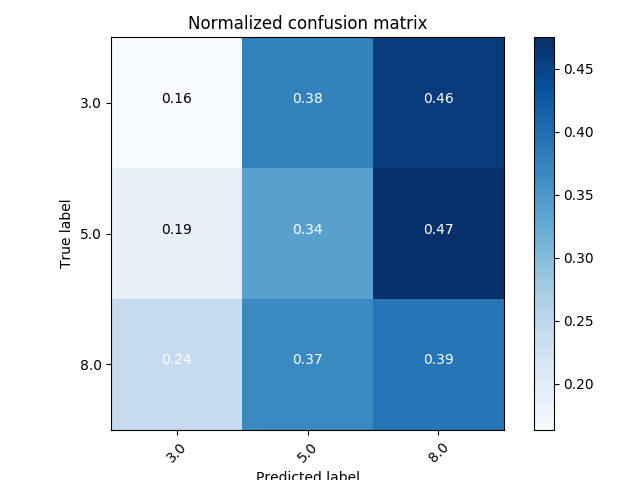 Normalized confusion matrix
0.45
3.0 0.16 0.38 0.46
0.40
0.35
True label
5.0 0.19 0.34 0.47
0.30
0.25
8.0 0.24 0.37 0.39
0.20
3.0 5.0 8.0
Predicted label